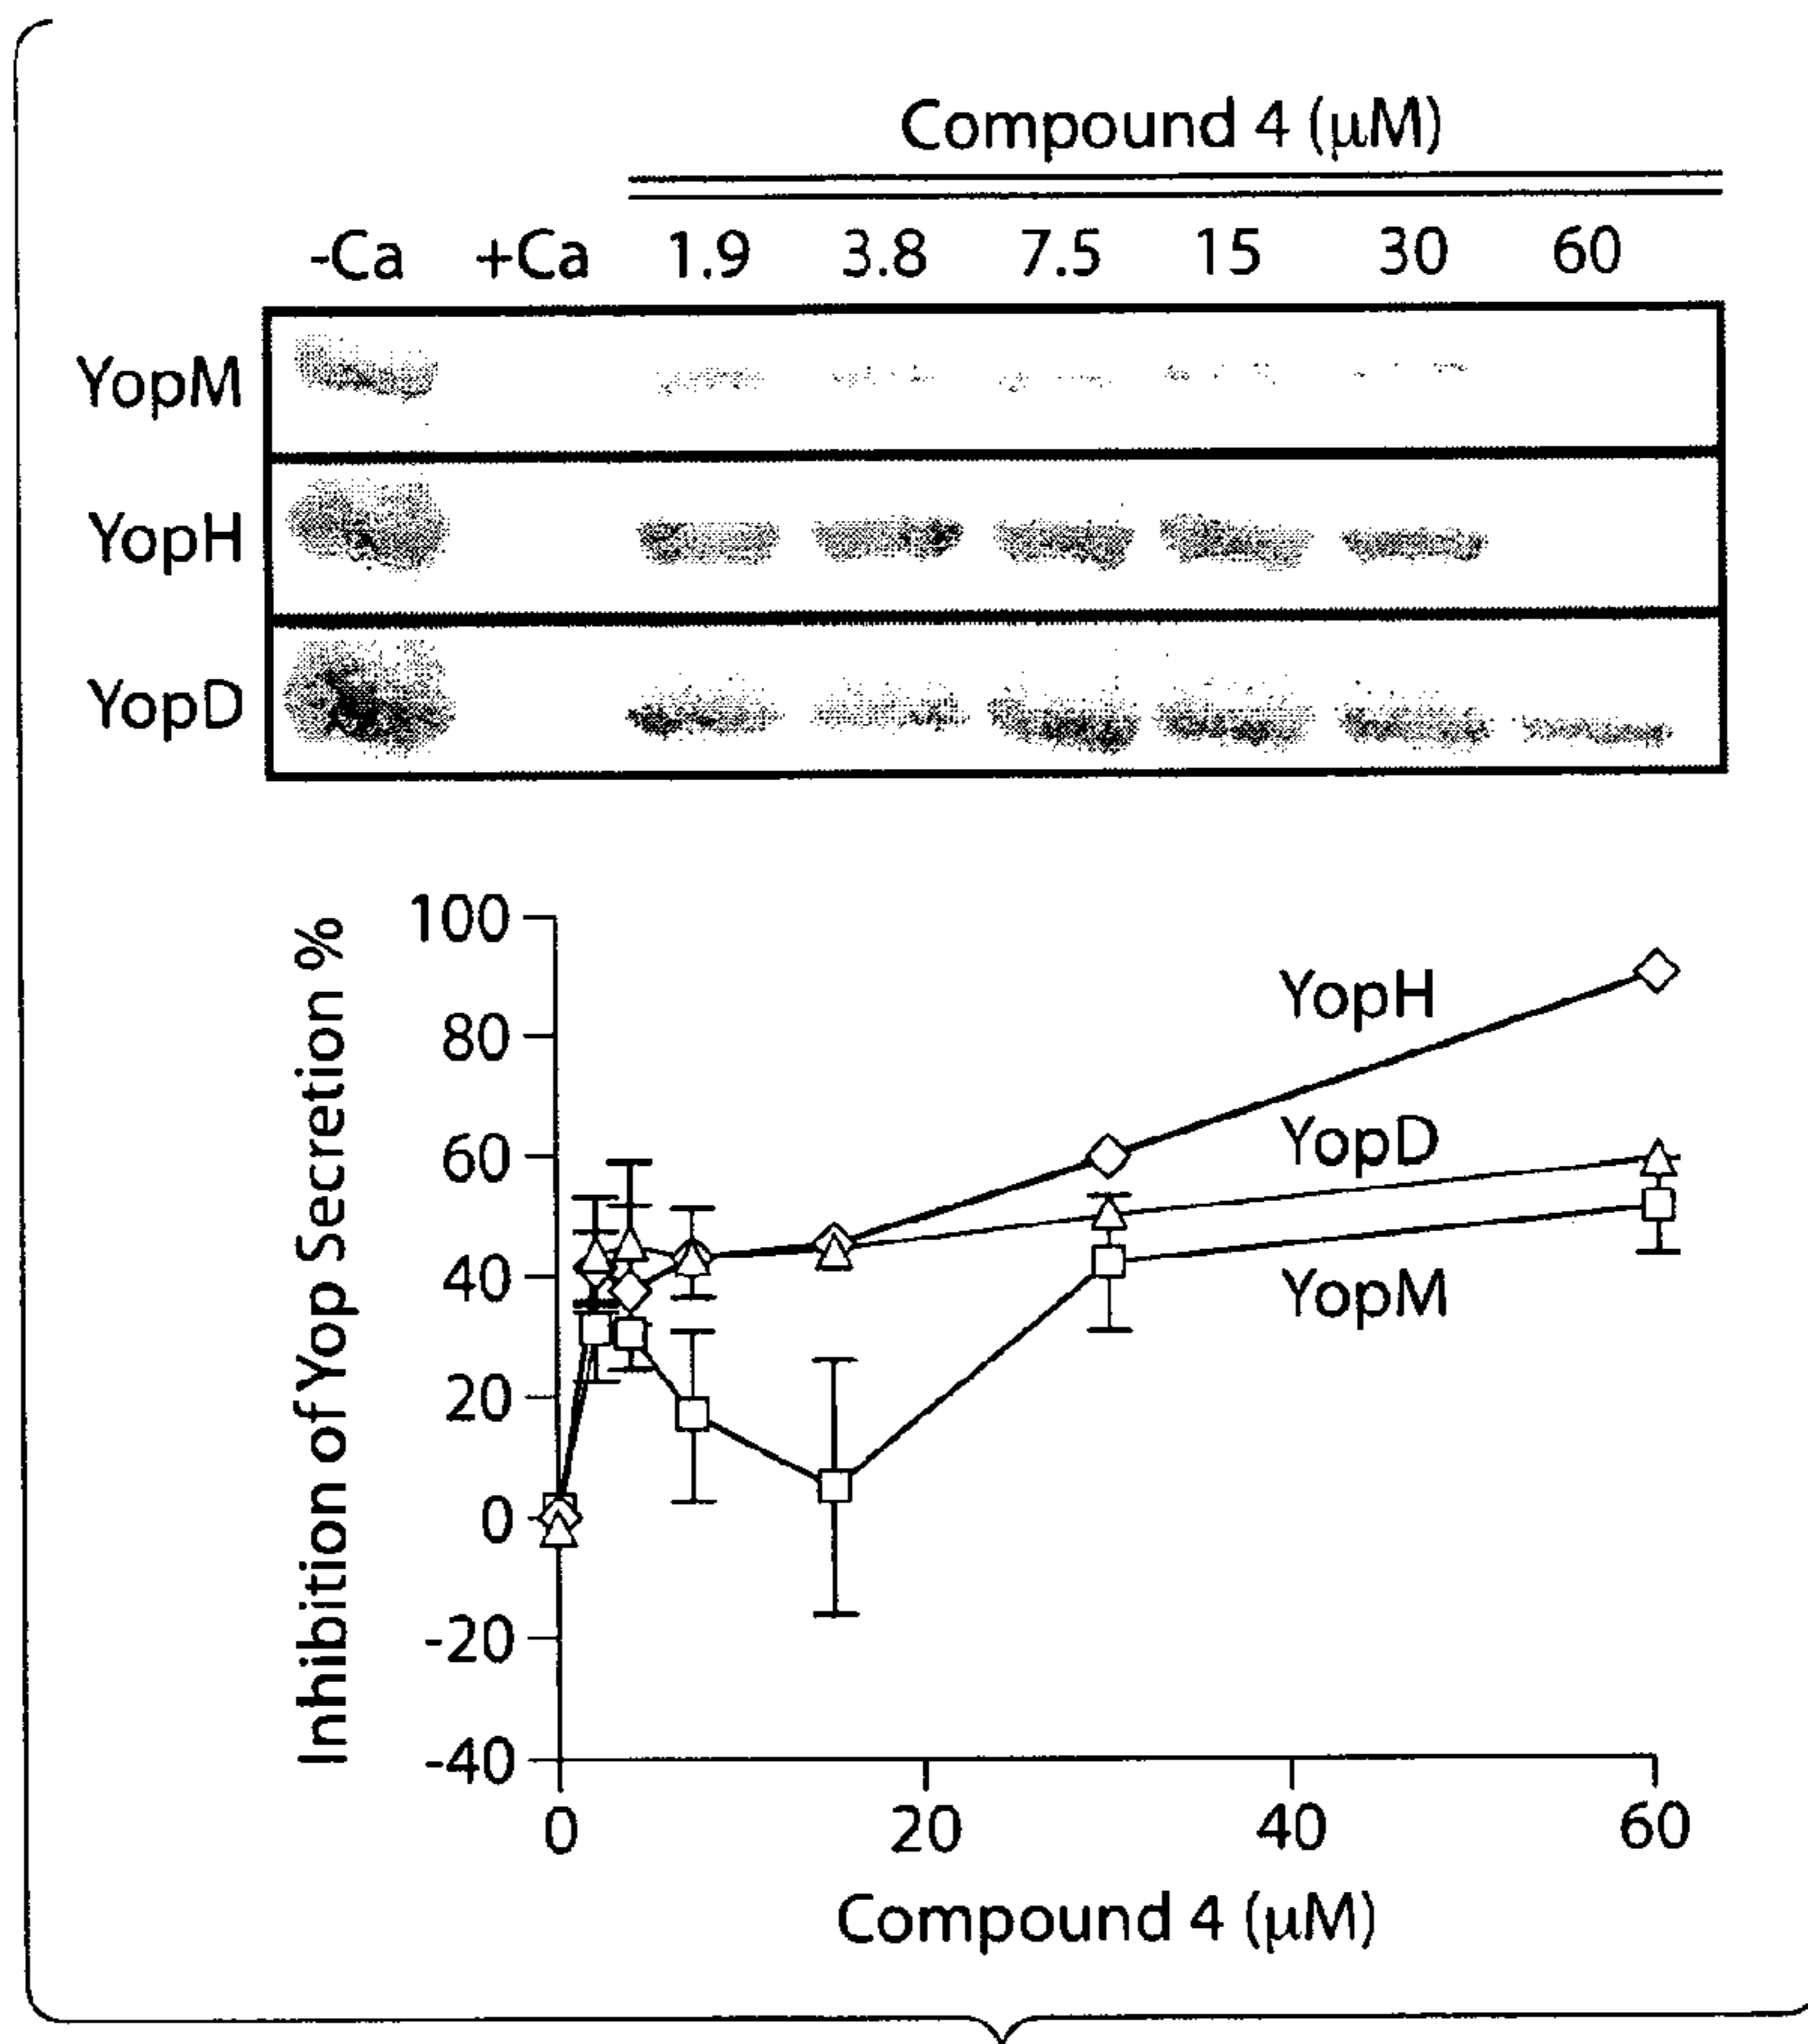 Compound 4 (μM)
-Ca +Ca 1.9 3.8 7.5 15 30 60
YopM
YopH
YopD
Inhibition of Yop Secretion %
100
80
60
40
20
0
-20
-40
YopH
YopD
YopM
0 20 40 60
Compound 4 (μM)